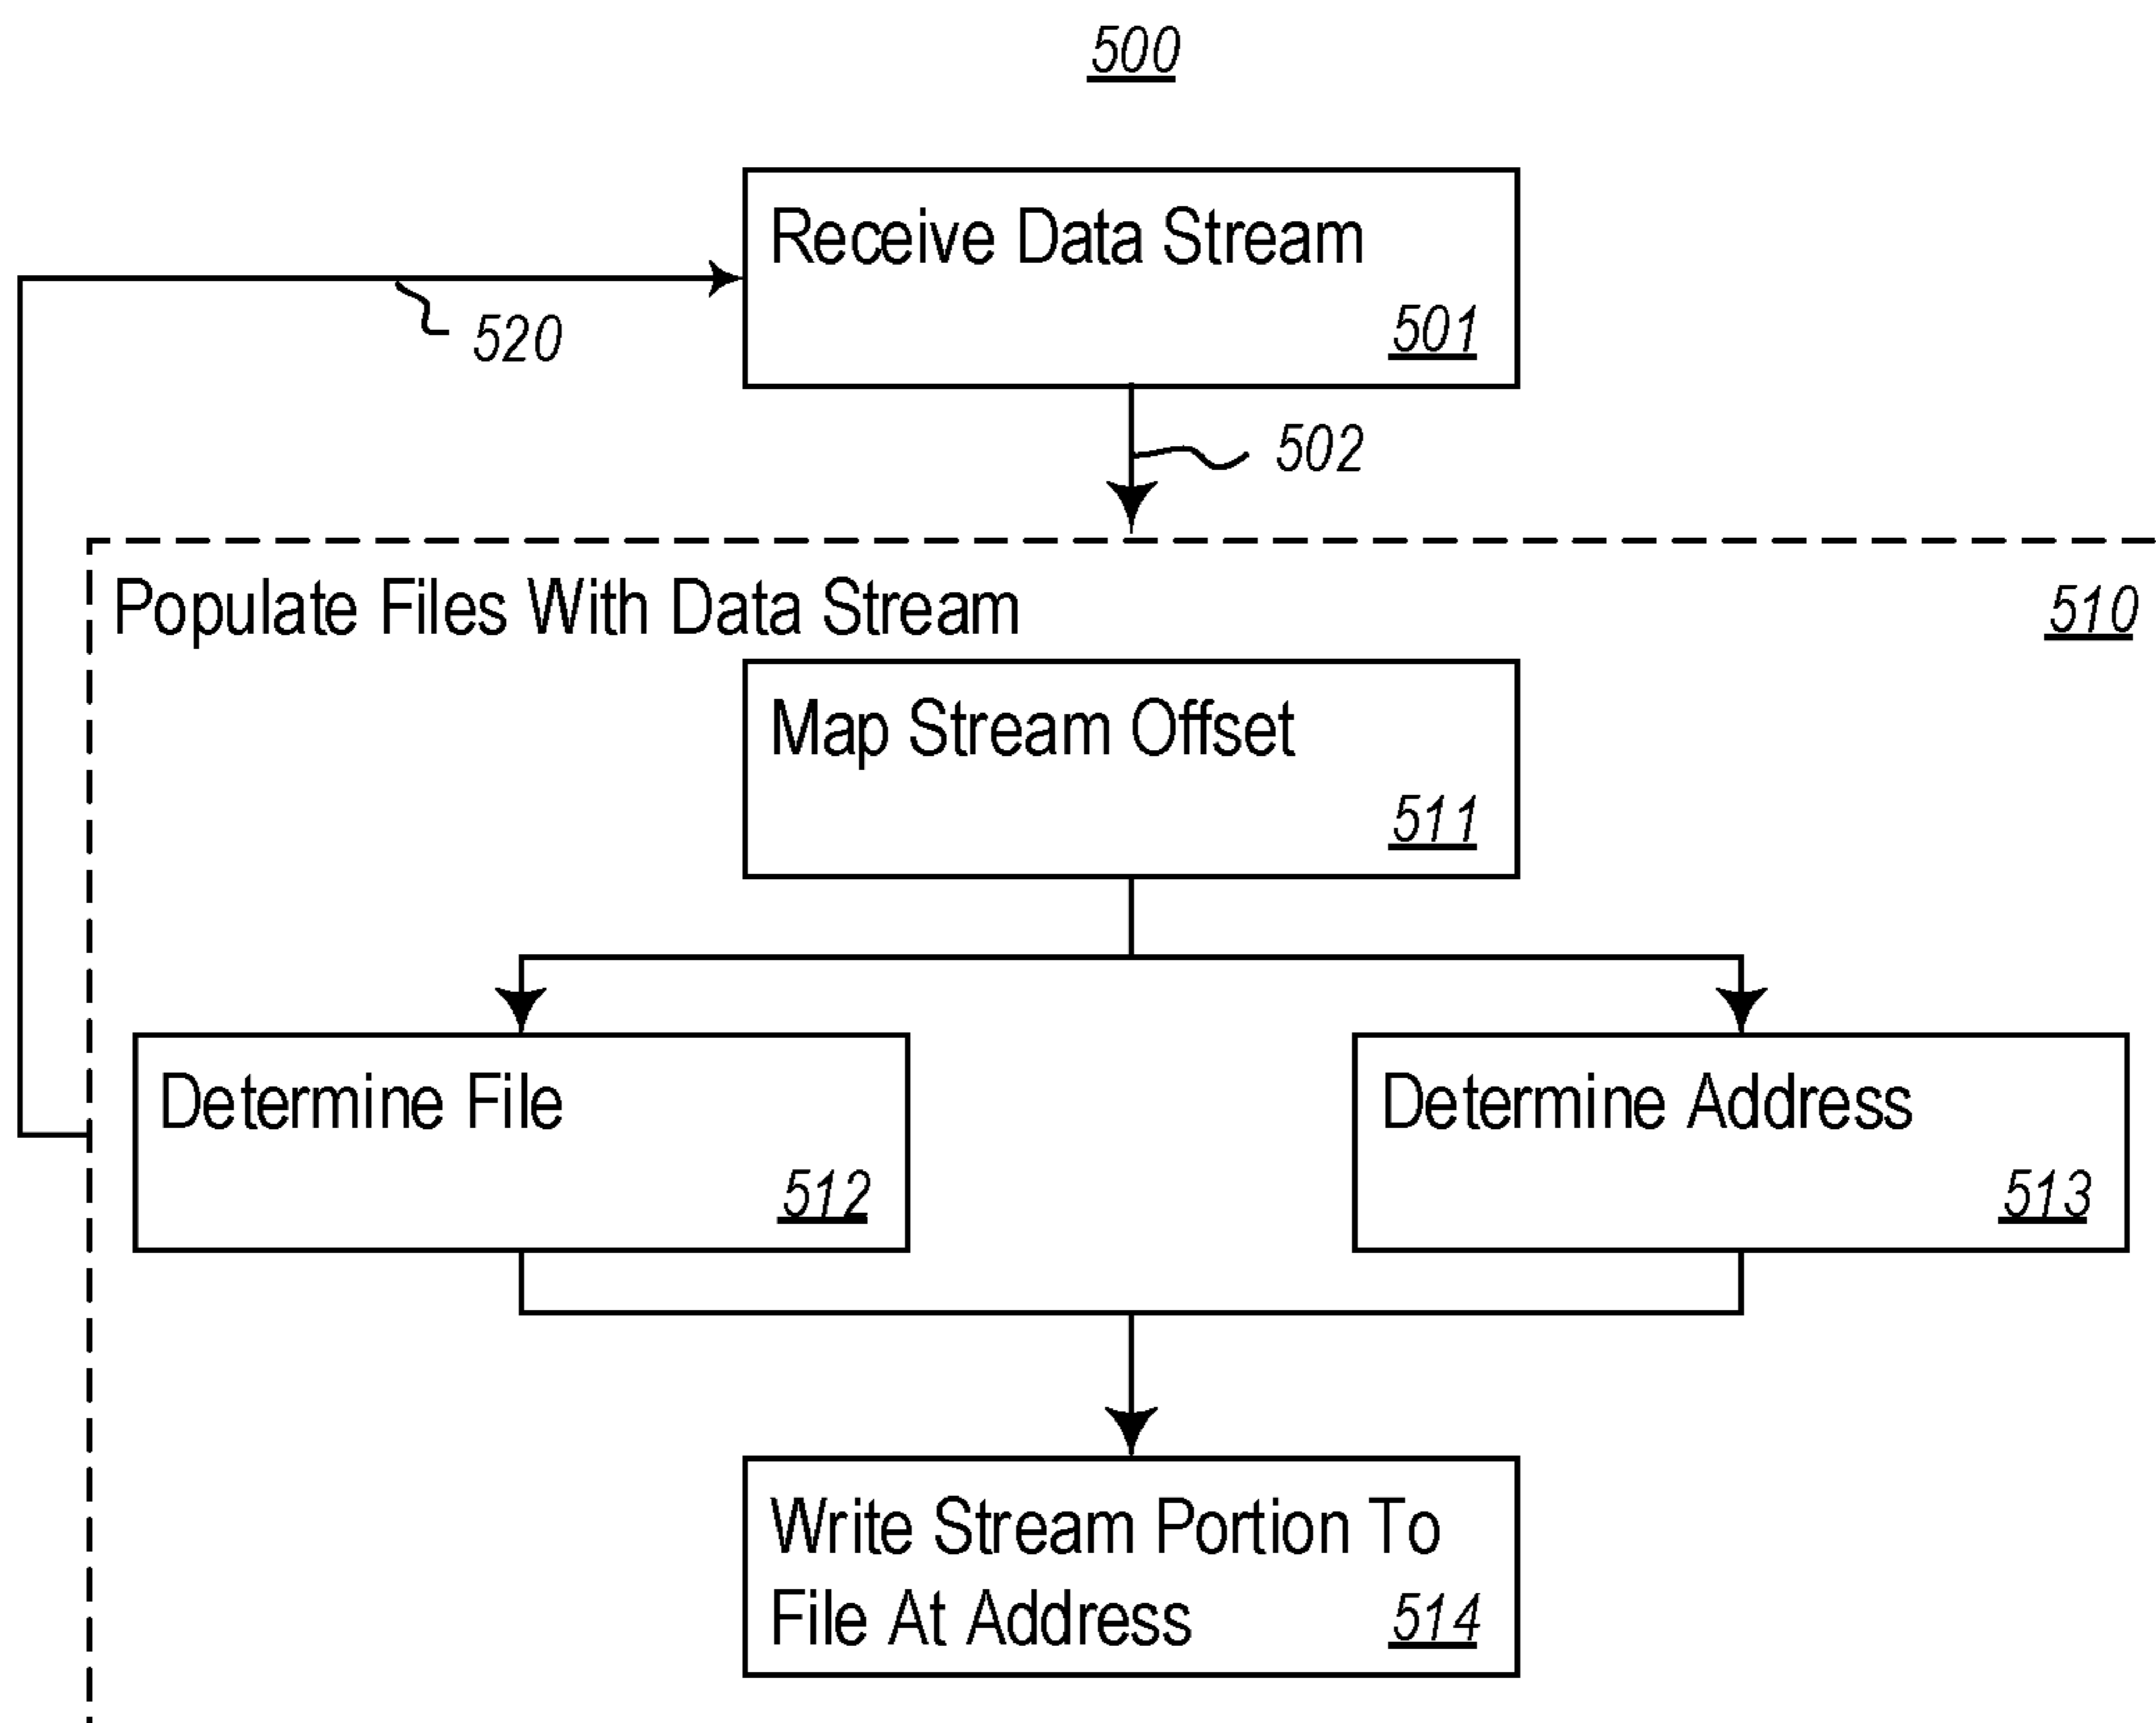 500
Receive Data Stream
501
520
502
Populate Files With Data Stream
510
Map Stream Offset
511
Determine File
512
Determine Address
513
Write Stream Portion To
File At Address
514